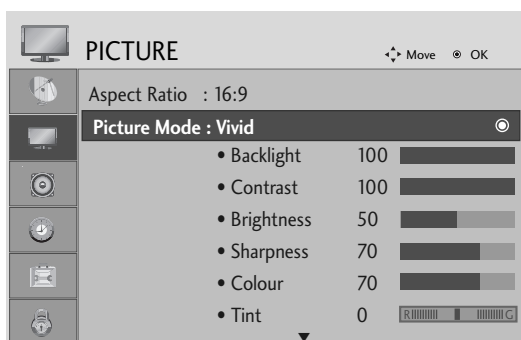 PICTURE Move OK
Aspect Ratio : 16:9
Picture Mode : Vivid
• Backlight 100
• Contrast 100
• Brightness 50
• Sharpness 70
• Colour 70
• Tint 0 R G